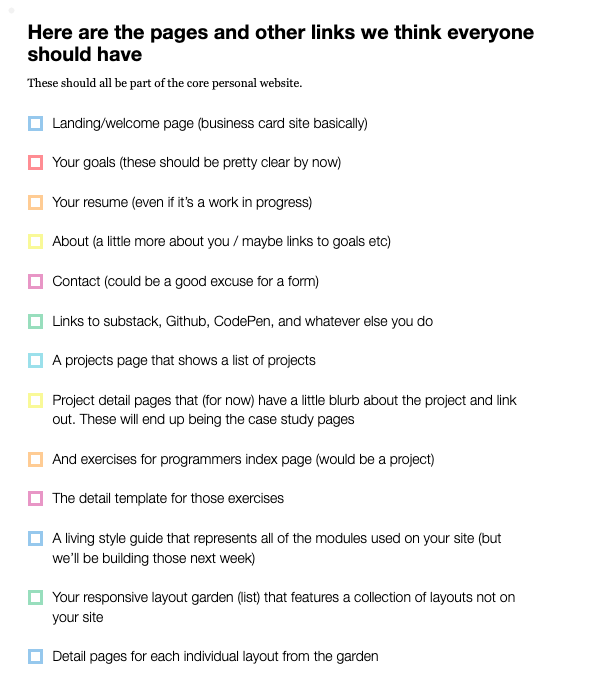 Here are the pages and other links we think everyone
should have
These should all be part of the core personal website.
Landing/welcome page (business card site basically)
Your goals (these should be pretty clear by now)
Your resume (even if it’s a work in progress)
About (a little more about you / maybe links to goals etc)
Contact (could be a good excuse for a form)
Links to substack, Github, CodePen, and whatever else you do
A projects page that shows a list of projects
Project detail pages that (for now) have a little blurb about the project and link
out. These will end up being the case study pages
And exercises for programmers index page (would be a project)
The detail template for those exercises
A living style guide that represents all of the modules used on your site (but
we’ll be building those next week)
Your responsive layout garden (list) that features a collection of layouts not on
your site
Detail pages for each individual layout from the garden